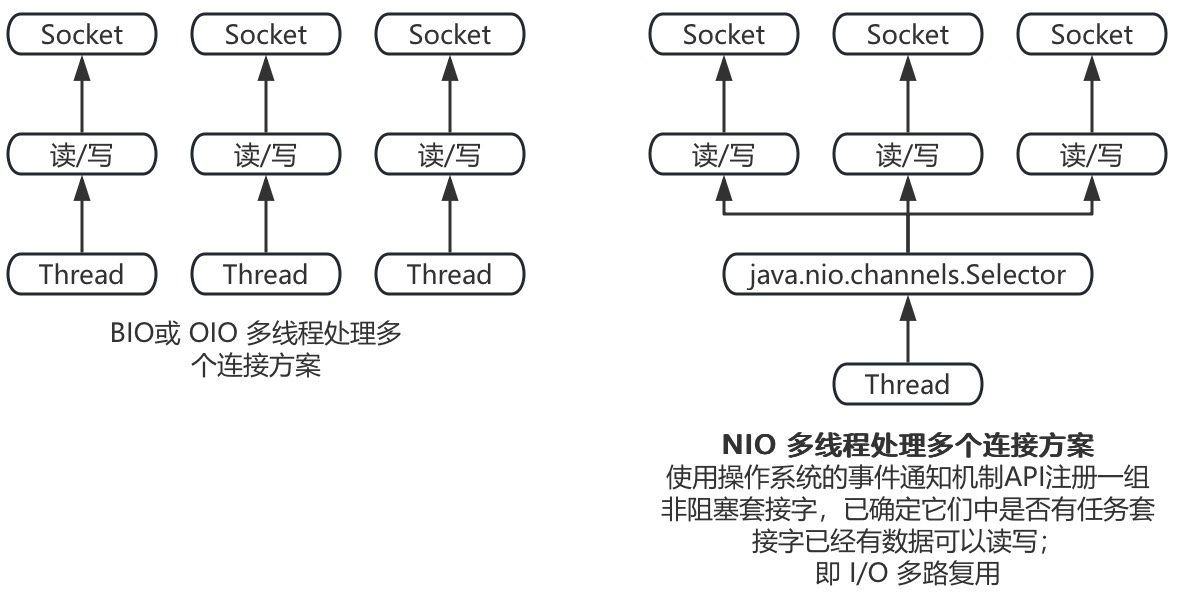 Socket Socket Socket
读/写 读/写 读/写
Thread Thread Thread
BIO或 OIO 多线程处理多
个连接方案
Socket Socket Socket
读/写 读/写 读/写
java.nio.channels.Selector
Thread
NIO 多线程处理多个连接方案
使用操作系统的事件通知机制API注册一组
非阻塞套接字，已确定它们中是否有任务套
接字已经有数据可以读写；
即 I/O 多路复用